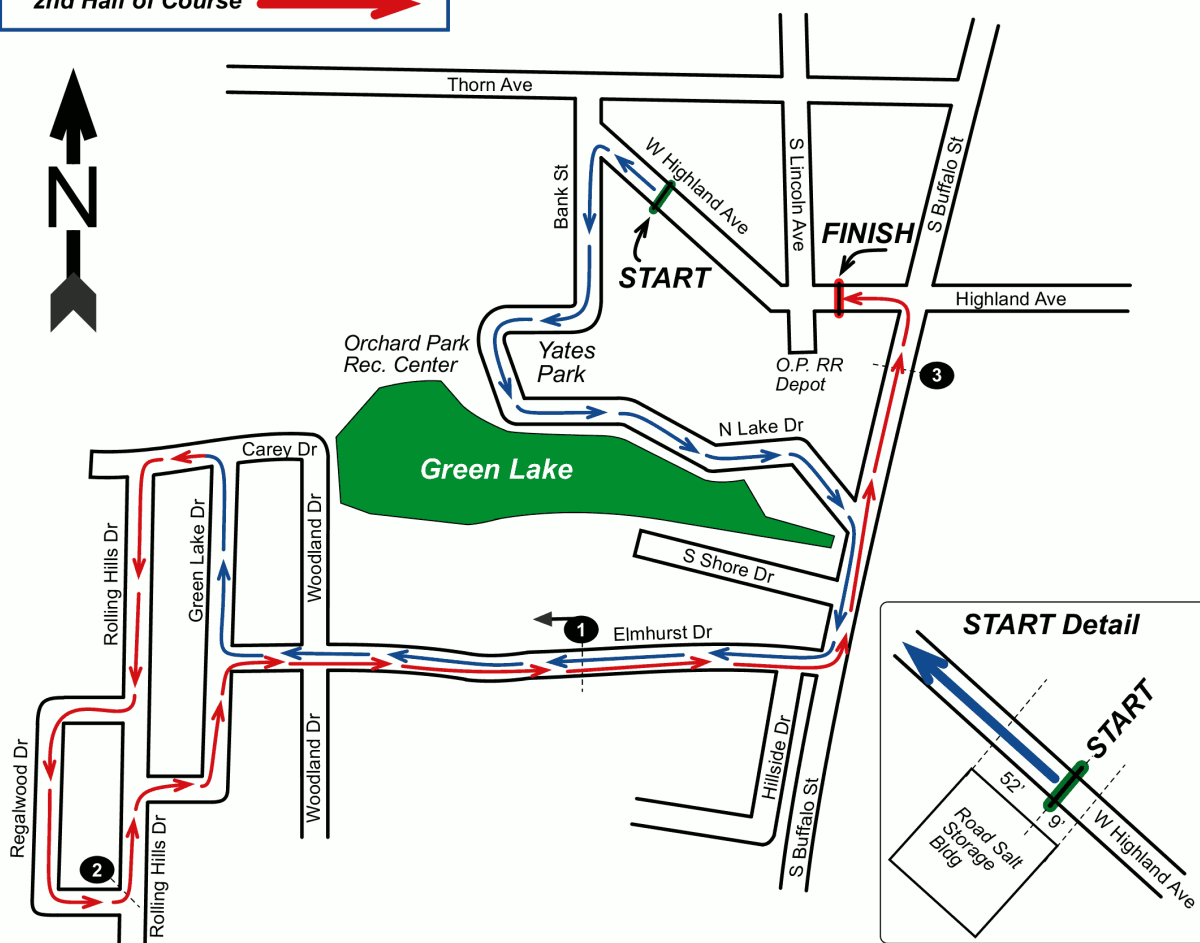 2nd Half of Course
N
Thorn Ave
W Highland Ave
Bank St
S Lincoln Ave
S Buffalo St
FINISH
START
Highland Ave
Orchard Park
Rec. Center
Yates
Park
O.P. RR
Depot
3
N Lake Dr
Green Lake
Carey Dr
Rolling Hills Dr
Green Lake Dr
Woodland Dr
S Shore Dr
1
Elmhurst Dr
Regalwood Dr
2
Rolling Hills Dr
Woodland Dr
Hillside Dr
S Buffalo St
START Detail
START
52'
9'
Road Salt
Storage
Bldg
W Highland Ave